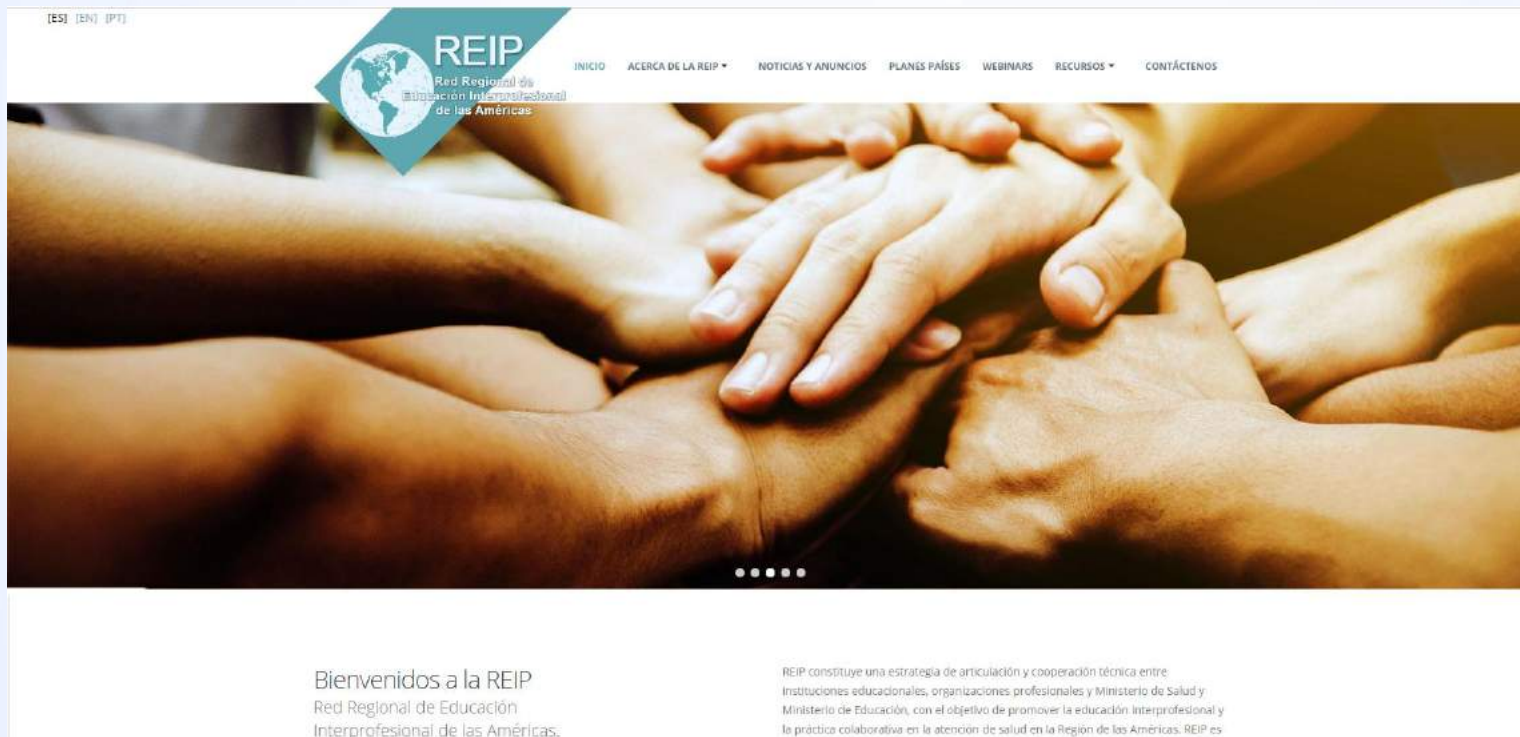 [ES] [EN] [PT]
REIP
Red Regional de
Educación Interprofesional
de las Américas
INICIO ACERCA DE LA REIP NOTICIAS Y ANUNCIOS PLANES PAÍSES WEBINARS RECURSOS CONTÁCTENOS
Bienvenidos a la REIP
Red Regional de Educación
Interprofesional de las Américas.
REIP constituye una estrategia de articulación y cooperación técnica entre
instituciones educacionales, organizaciones profesionales y Ministerio de Salud y
Ministerio de Educación, con el objetivo de promover la educación interprofesional y
la práctica colaborativa en la atención de salud en la Región de las Américas. REIP es